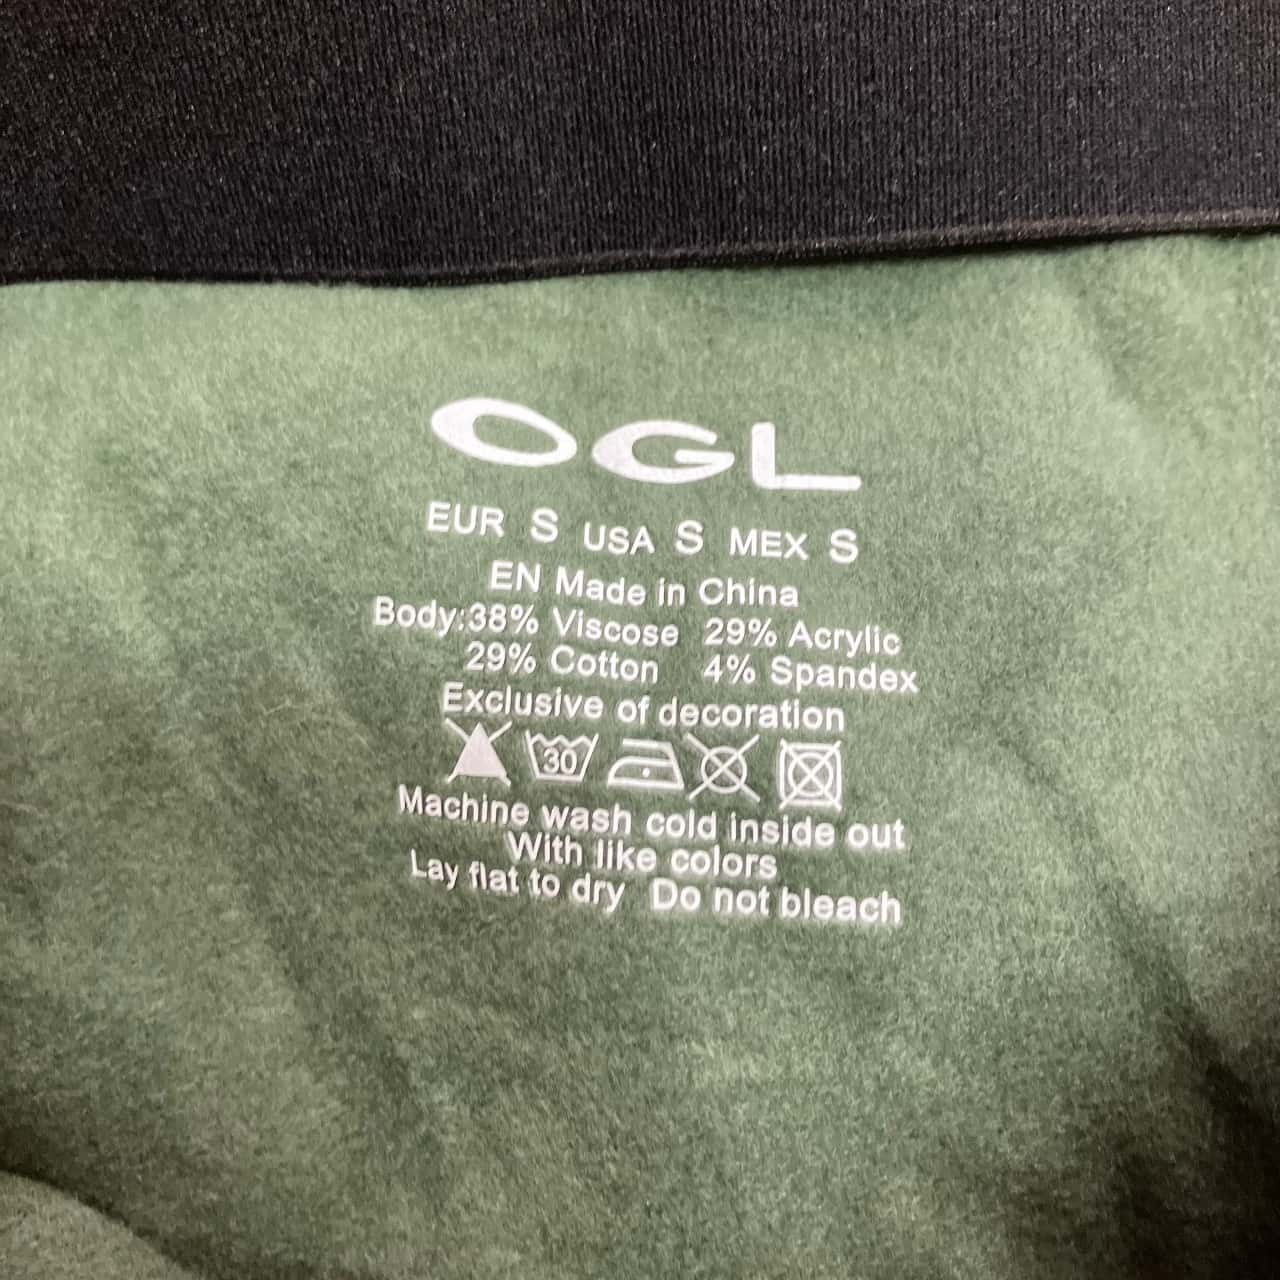 OGL
EUR S USA S MEX S
EN Made in China
Body:38% Viscose 29% Acrylic
29% Cotton 4% Spandex
Exclusive of decoration
30
Machine wash cold inside out
With like colors
Lay flat to dry Do not bleach